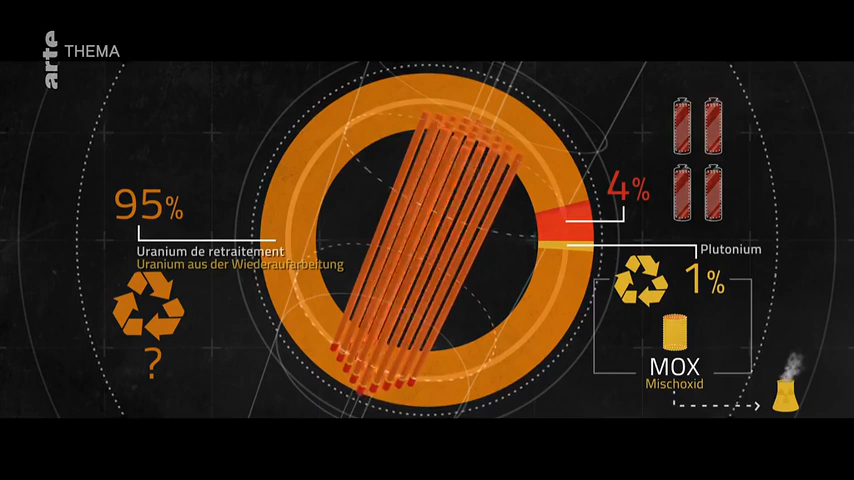 arte THEMA
95%
Uranium de retraitement
Uranium aus der Wiederaufarbeitung
?
4%
Plutonium
1%
MOX
Mischoxid